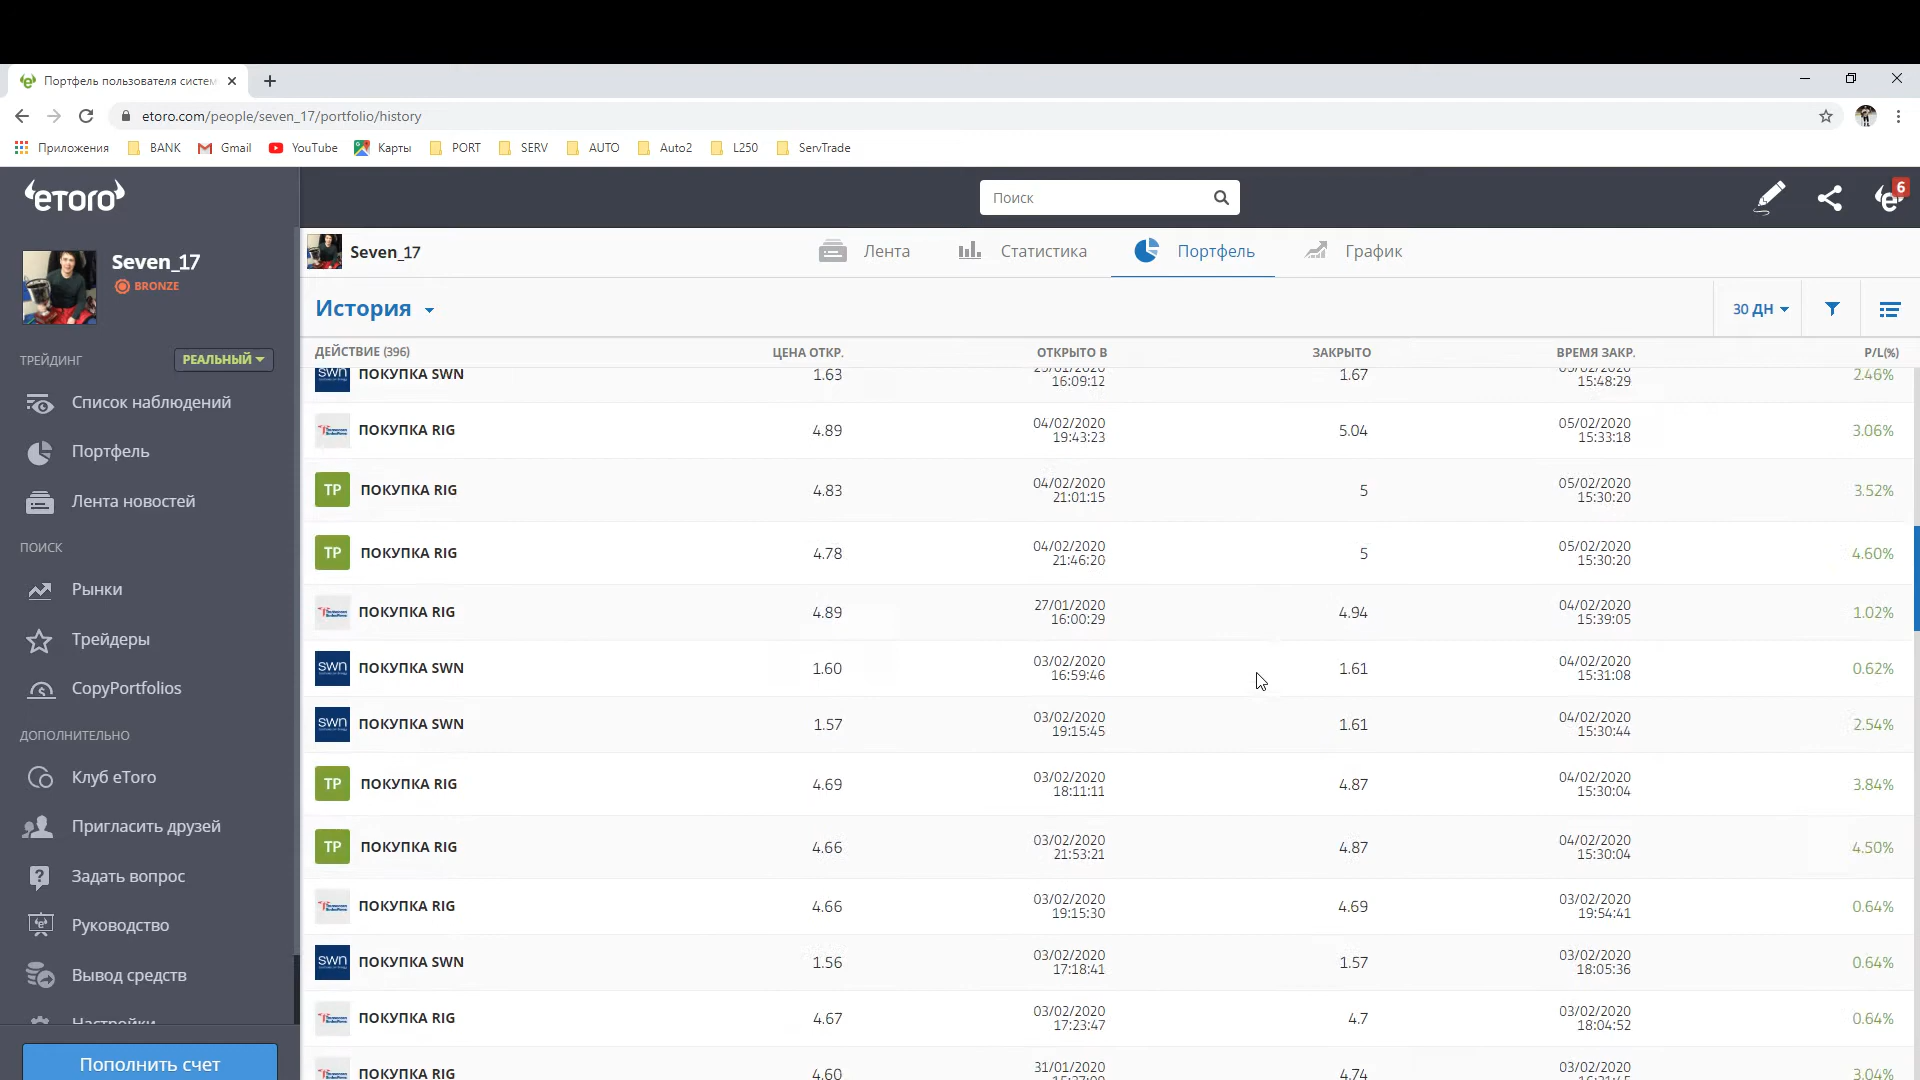 Портфель пользователя систем
etoro.com/people/seven_17/portfolio/history
Приложения BANK Gmail YouTube Карты PORT SERV AUTO Auto2 L250 ServTrade
eToro
Поиск
6
Seven_17
BRONZE
ТРЕЙДИНГ РЕАЛЬНЫЙ
Список наблюдений
Портфель
Лента новостей
ПОИСК
Рынки
Трейдеры
CopyPortfolios
ДОПОЛНИТЕЛЬНО
Клуб eToro
Пригласить друзей
Задать вопрос
Руководство
Вывод средств
Настройки
Пополнить счет
Seven_17 Лента Статистика Портфель График
История 30 ДН
ДЕЙСТВИЕ (396) ЦЕНА ОТКР. ОТКРЫТО В ЗАКРЫТО ВРЕМЯ ЗАКР. P/L(%)
swn ПОКУПКА SWN 1.63 16:09:12 1.67 15:48:29 2.46%
ПОКУПКА RIG 4.89 04/02/2020 19:43:23 5.04 05/02/2020 15:33:18 3.06%
TP ПОКУПКА RIG 4.83 04/02/2020 21:01:15 5 05/02/2020 15:30:20 3.52%
TP ПОКУПКА RIG 4.78 04/02/2020 21:46:20 5 05/02/2020 15:30:20 4.60%
ПОКУПКА RIG 4.89 27/01/2020 16:00:29 4.94 04/02/2020 15:39:05 1.02%
swn ПОКУПКА SWN 1.60 03/02/2020 16:59:46 1.61 04/02/2020 15:31:08 0.62%
swn ПОКУПКА SWN 1.57 03/02/2020 19:15:45 1.61 04/02/2020 15:30:44 2.54%
TP ПОКУПКА RIG 4.69 03/02/2020 18:11:11 4.87 04/02/2020 15:30:04 3.84%
TP ПОКУПКА RIG 4.66 03/02/2020 21:53:21 4.87 04/02/2020 15:30:04 4.50%
ПОКУПКА RIG 4.66 03/02/2020 19:15:30 4.69 03/02/2020 19:54:41 0.64%
swn ПОКУПКА SWN 1.56 03/02/2020 17:18:41 1.57 03/02/2020 18:05:36 0.64%
ПОКУПКА RIG 4.67 03/02/2020 17:23:47 4.7 03/02/2020 18:04:52 0.64%
ПОКУПКА RIG 4.60 31/01/2020 4.74 03/02/2020 3.04%